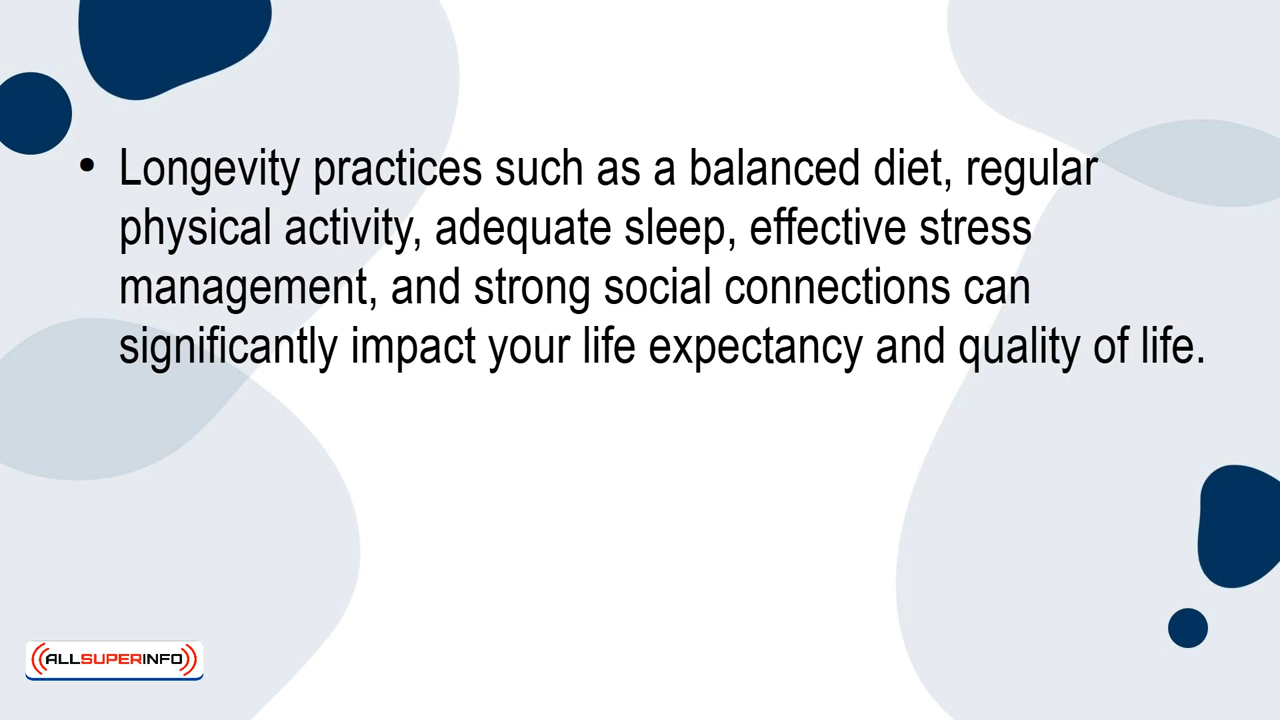 • Longevity practices such as a balanced diet, regular
physical activity, adequate sleep, effective stress
management, and strong social connections can
significantly impact your life expectancy and quality of life.
ALLSUPERINFO